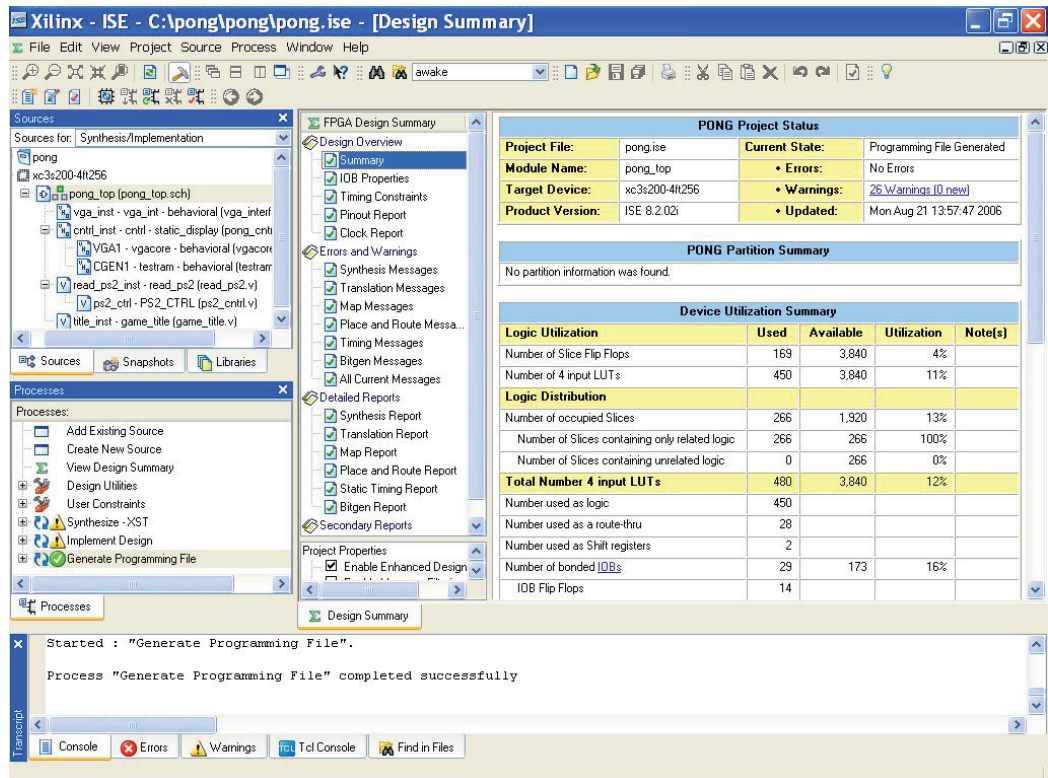 Xilinx - ISE - C:\pong\pong\pong.ise - [Design Summary]
File Edit View Project Source Process Window Help
awake
Sources
Sources for: Synthesis/Implementation
pong
xc3s200-4ft256
pong_top (pong_top.sch)
vga_inst - vga_int - behavioral (vga_interf
cntrl_inst - cntrl - static_display (pong_cntr
VGA1 - vgacore - behavioral (vgacore
CGEN1 - testram - behavioral (testram
read_ps2_inst - read_ps2 (read_ps2.v)
ps2_ctrl - PS2_CTRL (ps2_cntrl.v)
title_inst - game_title (game_title.v)
Sources Snapshots Libraries
Processes
Processes:
Add Existing Source
Create New Source
View Design Summary
Design Utilities
User Constraints
Synthesize - XST
Implement Design
Generate Programming File
Processes
FPGA Design Summary
Design Overview
Summary
IOB Properties
Timing Constraints
Pinout Report
Clock Report
Errors and Warnings
Synthesis Messages
Translation Messages
Map Messages
Place and Route Messa...
Timing Messages
Bitgen Messages
All Current Messages
Detailed Reports
Synthesis Report
Translation Report
Map Report
Place and Route Report
Static Timing Report
Bitgen Report
Secondary Reports
Project Properties
Enable Enhanced Design
Design Summary
PONG Project Status
Project File: pong.ise Current State: Programming File Generated
Module Name: pong_top • Errors: No Errors
Target Device: xc3s200-4ft256 • Warnings: 26 Warnings (0 new)
Product Version: ISE 8.2.02i • Updated: Mon Aug 21 13:57:47 2006
PONG Partition Summary
No partition information was found.
Device Utilization Summary
Logic Utilization Used Available Utilization Note(s)
Number of Slice Flip Flops 169 3,840 4%
Number of 4 input LUTs 450 3,840 11%
Logic Distribution
Number of occupied Slices 266 1,920 13%
Number of Slices containing only related logic 266 266 100%
Number of Slices containing unrelated logic 0 266 0%
Total Number 4 input LUTs 480 3,840 12%
Number used as logic 450
Number used as a route-thru 28
Number used as Shift registers 2
Number of bonded IOBs 29 173 16%
IOB Flip Flops 14
Started : "Generate Programming File".
Process "Generate Programming File" completed successfully
Transcript
Console Errors Warnings TCL Tcl Console Find in Files